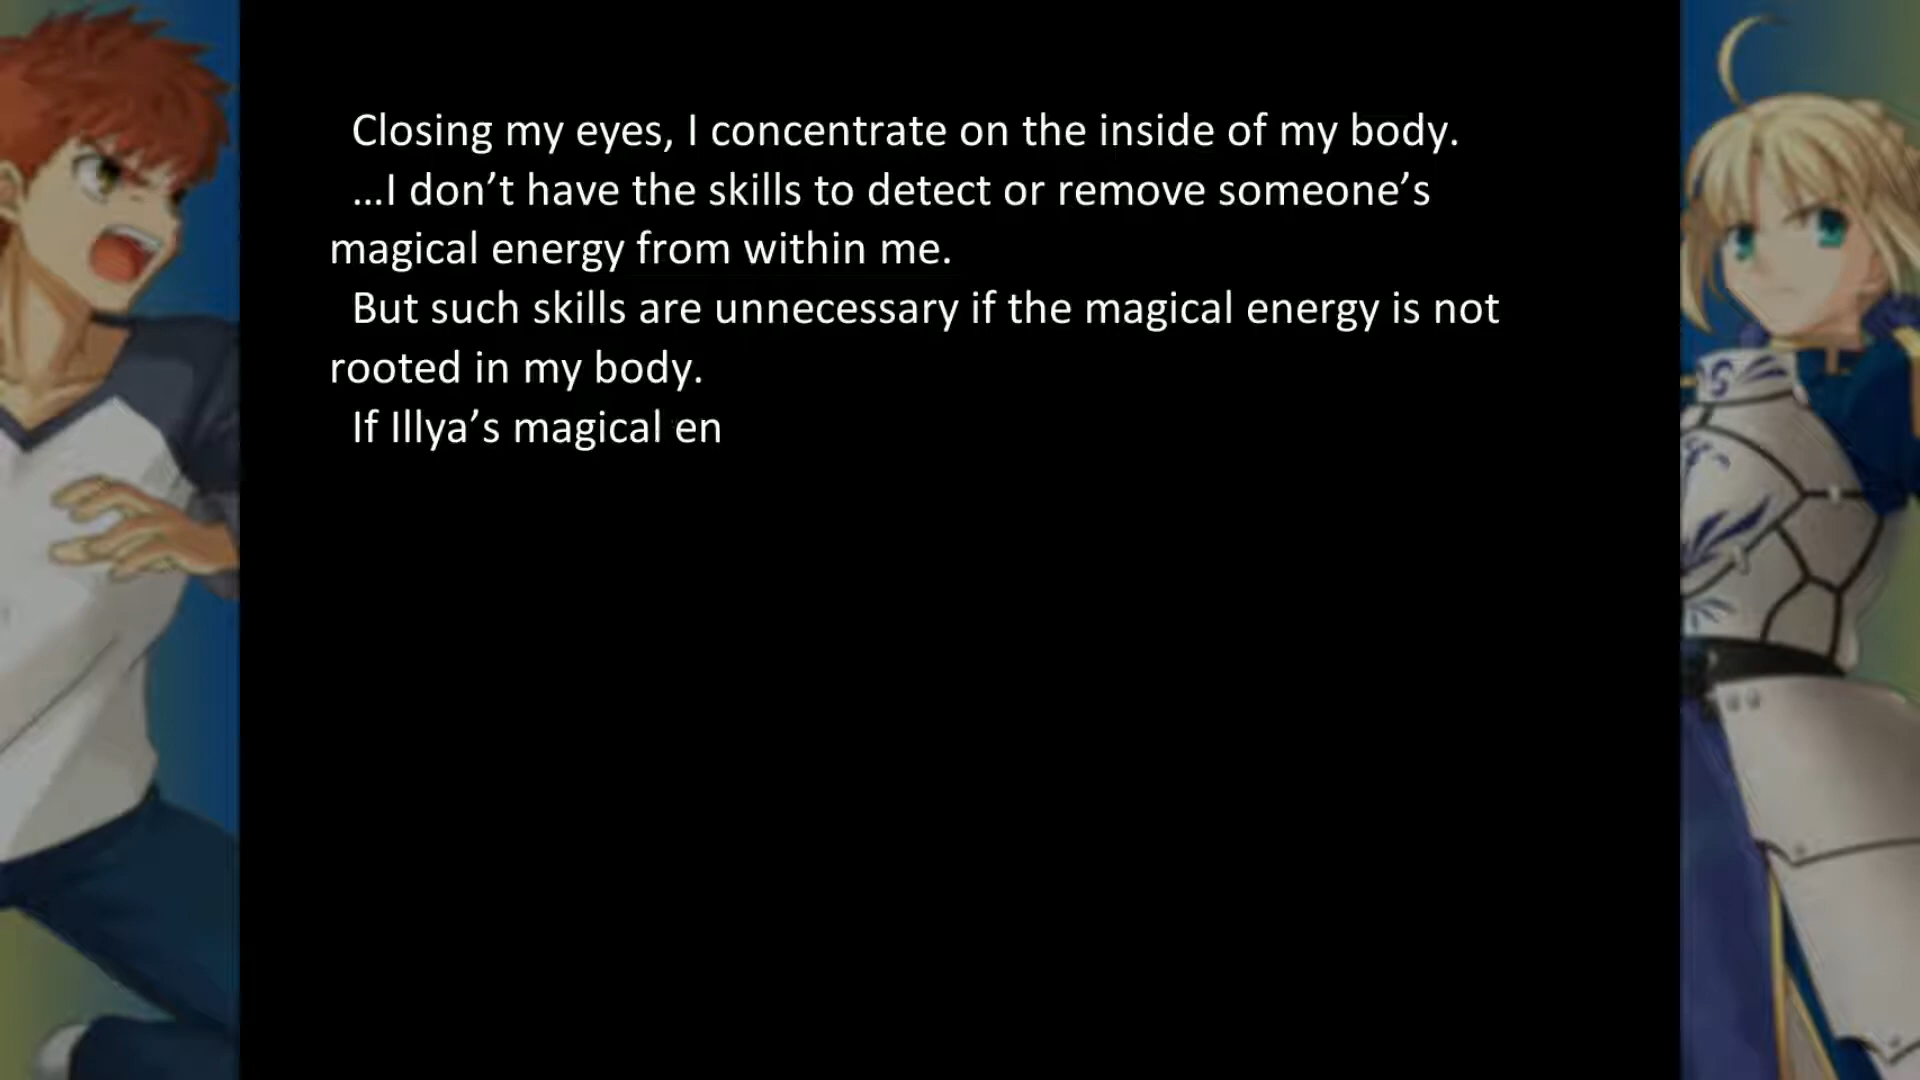 Closing my eyes, I concentrate on the inside of my body.
…I don’t have the skills to detect or remove someone’s
magical energy from within me.
But such skills are unnecessary if the magical energy is not
rooted in my body.
If Illya’s magical en